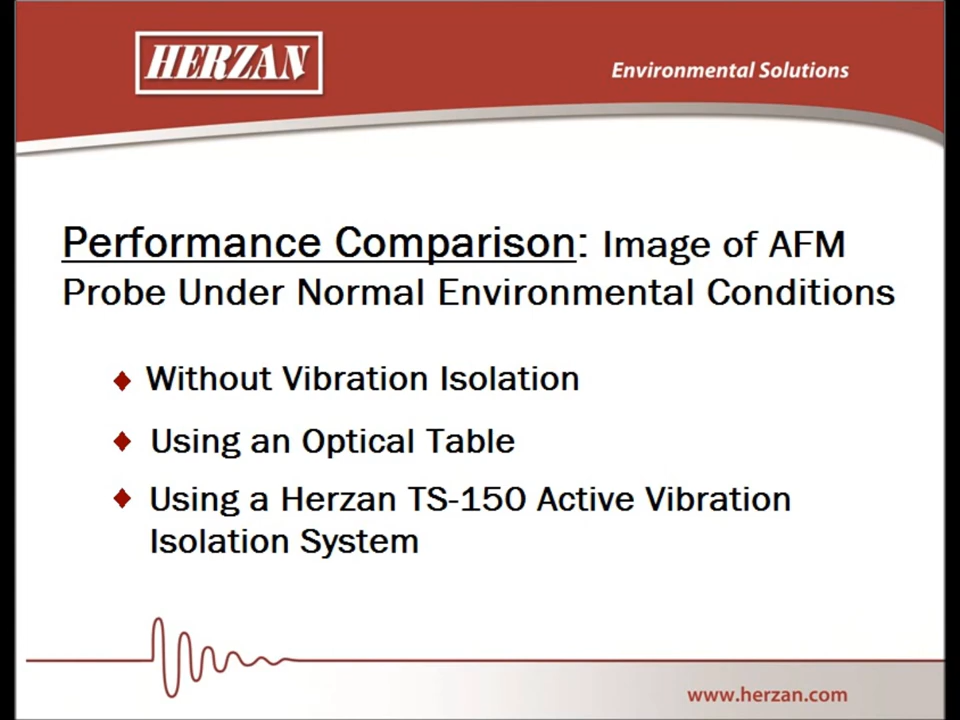 HERZAN
Environmental Solutions
Performance Comparison: Image of AFM
Probe Under Normal Environmental Conditions
Without Vibration Isolation
Using an Optical Table
Using a Herzan TS-150 Active Vibration
Isolation System
www.herzan.com